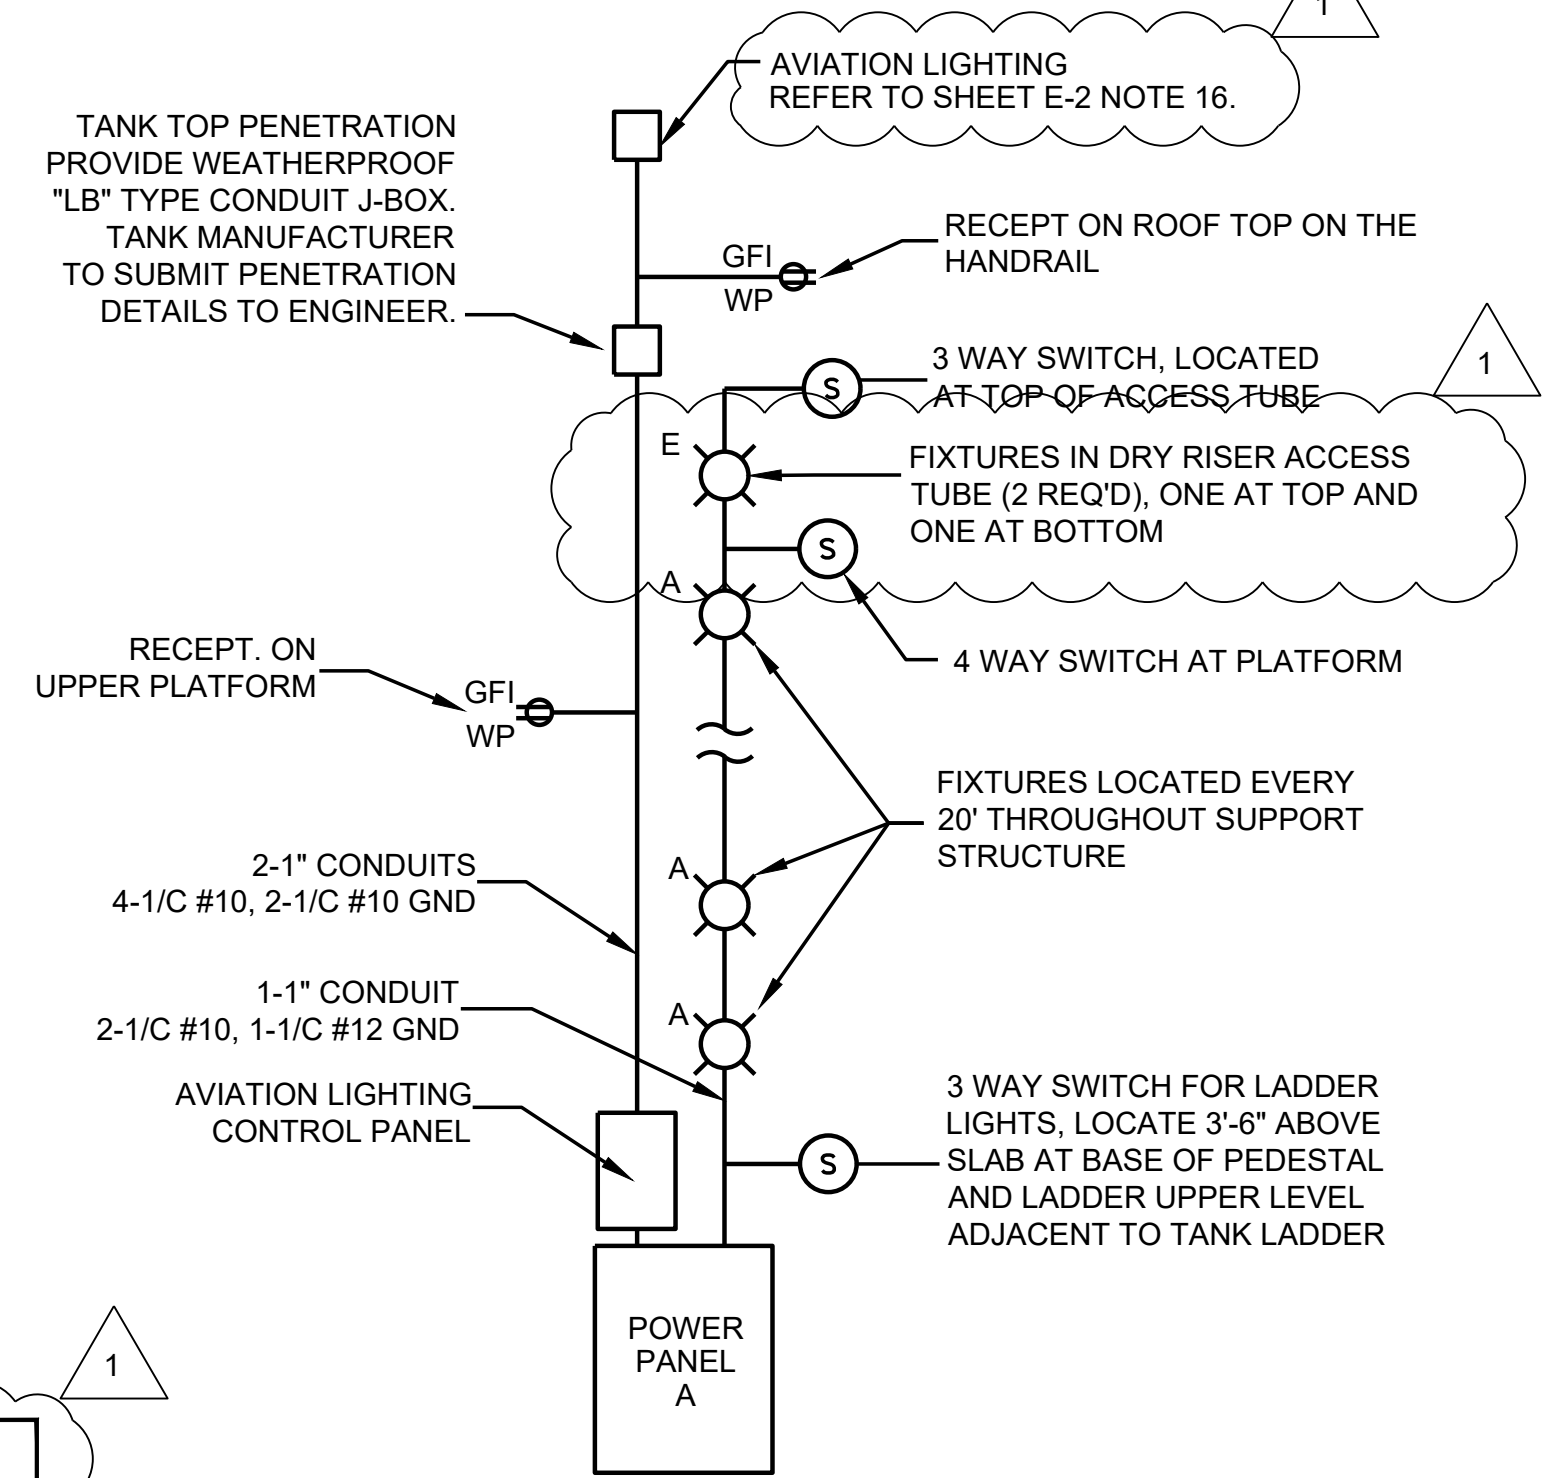 1
AVIATION LIGHTING
REFER TO SHEET E-2 NOTE 16.
TANK TOP PENETRATION
PROVIDE WEATHERPROOF
"LB" TYPE CONDUIT J-BOX.
TANK MANUFACTURER
TO SUBMIT PENETRATION
DETAILS TO ENGINEER.
GFI
WP
RECEPT ON ROOF TOP ON THE
HANDRAIL
1
S
3 WAY SWITCH, LOCATED
AT TOP OF ACCESS TUBE
E
FIXTURES IN DRY RISER ACCESS
TUBE (2 REQ'D), ONE AT TOP AND
ONE AT BOTTOM
S
A
4 WAY SWITCH AT PLATFORM
RECEPT. ON
UPPER PLATFORM
GFI
WP
FIXTURES LOCATED EVERY
20' THROUGHOUT SUPPORT
STRUCTURE
2-1" CONDUITS
4-1/C #10, 2-1/C #10 GND
A
1-1" CONDUIT
2-1/C #10, 1-1/C #12 GND
A
AVIATION LIGHTING
CONTROL PANEL
S
3 WAY SWITCH FOR LADDER
LIGHTS, LOCATE 3'-6" ABOVE
SLAB AT BASE OF PEDESTAL
AND LADDER UPPER LEVEL
ADJACENT TO TANK LADDER
POWER
PANEL
A
1